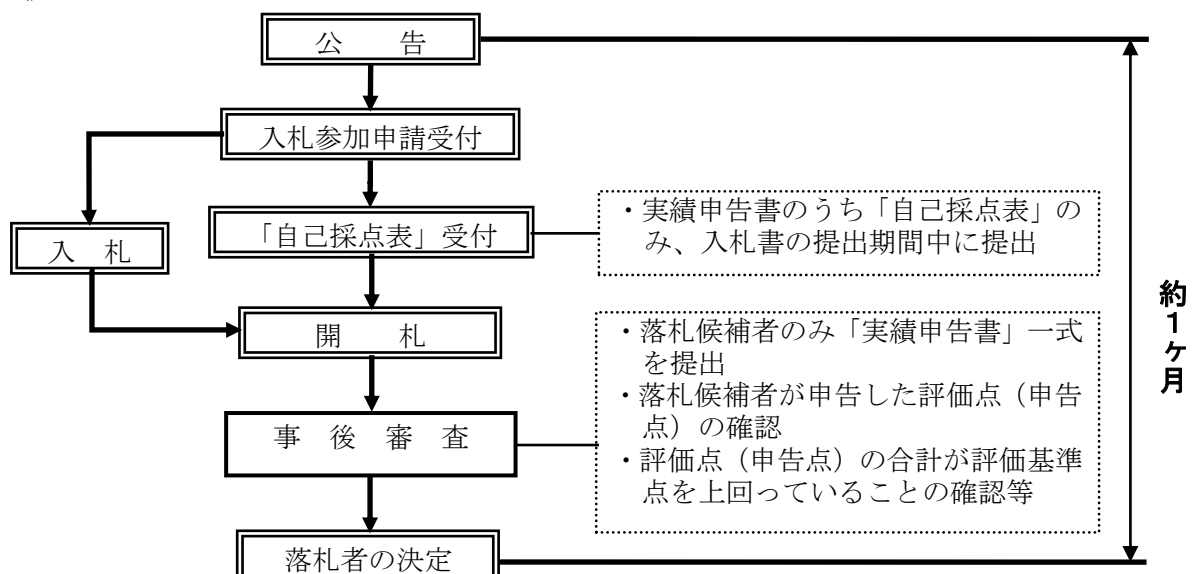 公　告
入札参加申請受付
「自己採点表」受付
・実績申告書のうち「自己採点表」の
み、入札書の提出期間中に提出
入　札
開　札
・落札候補者のみ「実績申告書」一式
を提出
・落札候補者が申告した評価点（申告
点）の確認
・評価点（申告点）の合計が評価基準
点を上回っていることの確認等
事　後　審　査
落札者の決定
約１ヶ月